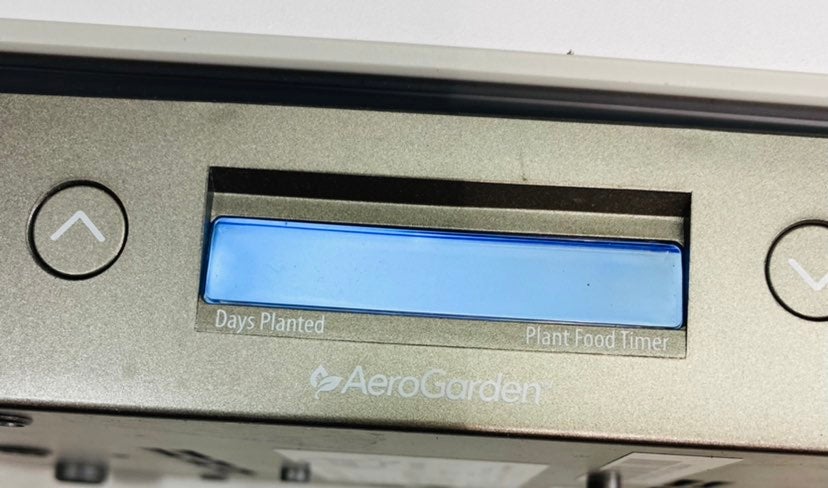 Days Planted
Plant Food Timer
AeroGarden